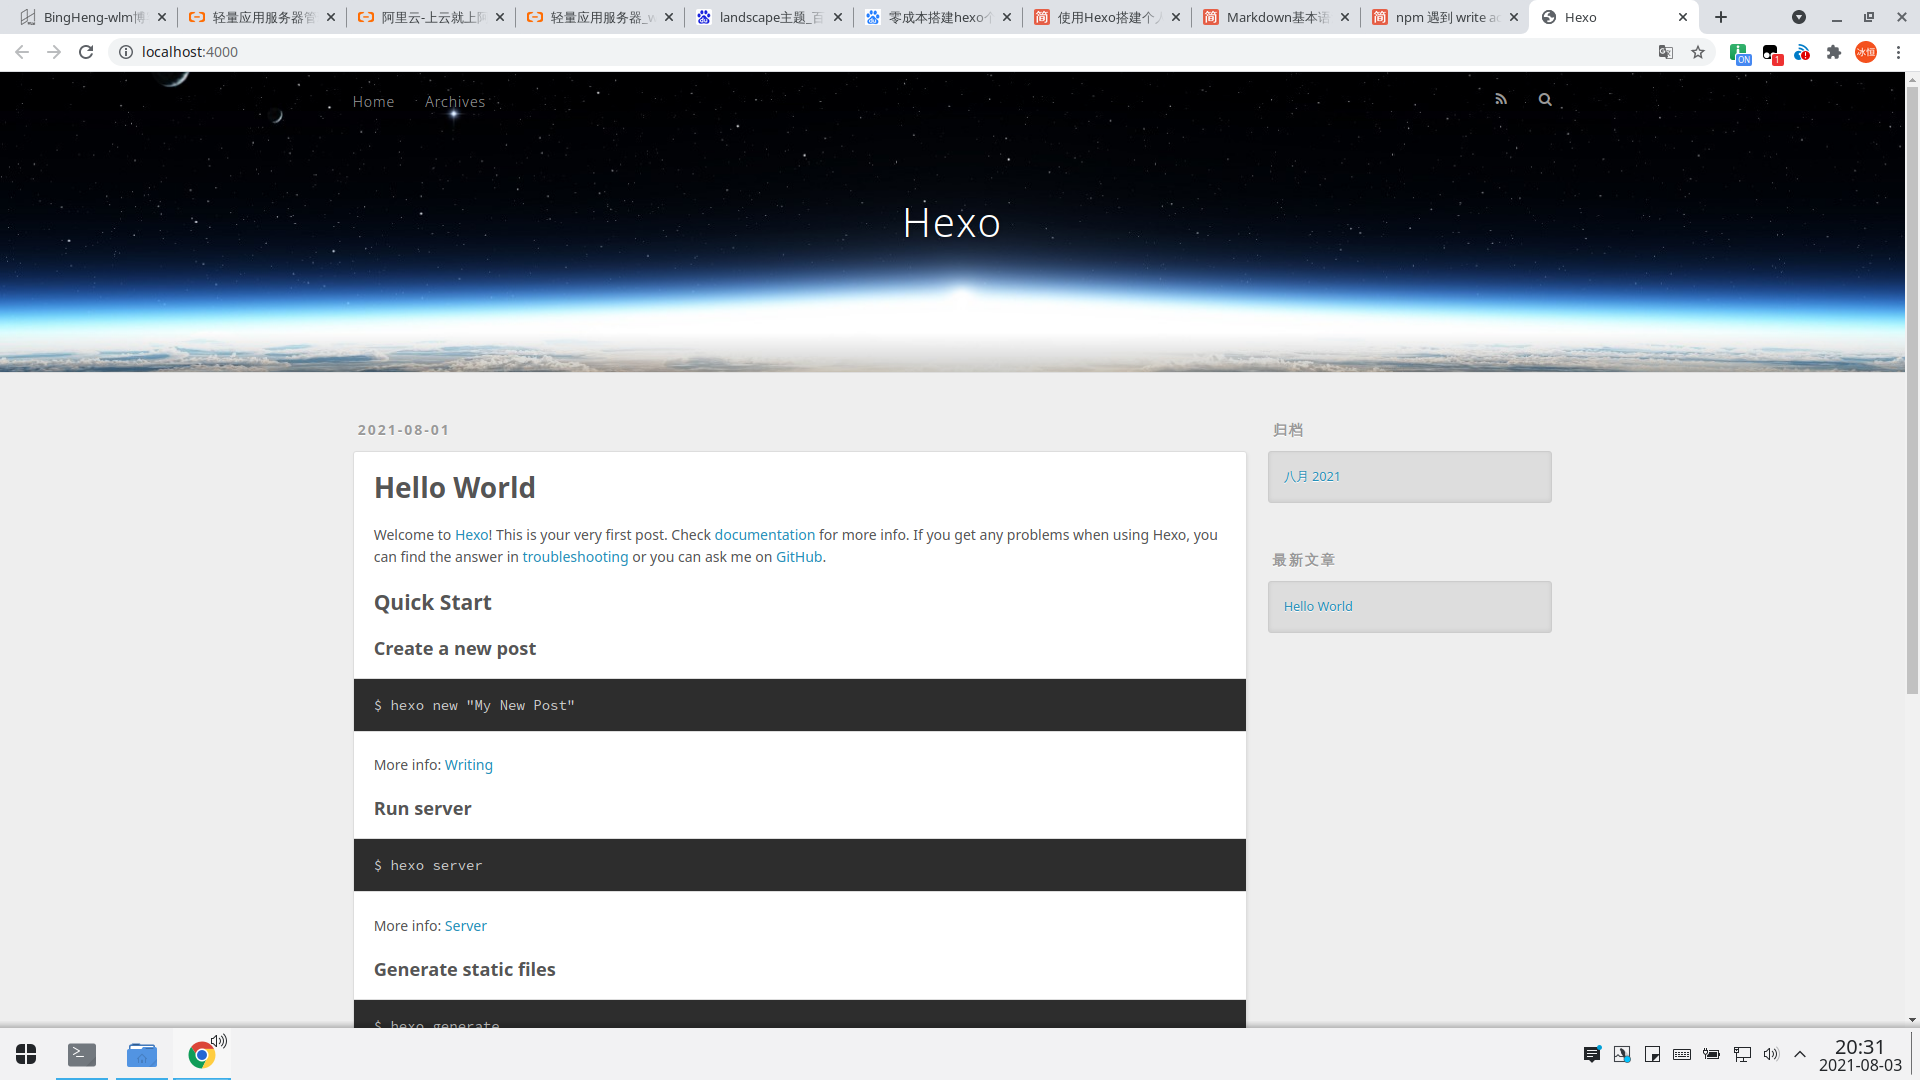 BingHeng-wlm博
轻量应用服务器管
阿里云-上云就上阿
轻量应用服务器_w
landscape主题_百
零成本搭建hexo个
使用Hexo搭建个人
Markdown基本语
npm 遇到 write ac
Hexo
localhost:4000
ON
1
冰恒
Home
Archives
Hexo
2021-08-01
Hello World
Welcome to Hexo! This is your very first post. Check documentation for more info. If you get any problems when using Hexo, you
can find the answer in troubleshooting or you can ask me on GitHub.
Quick Start
Create a new post
$ hexo new "My New Post"
More info: Writing
Run server
$ hexo server
More info: Server
Generate static files
$ hexo generate
归档
八月 2021
最新文章
Hello World
20:31
2021-08-03